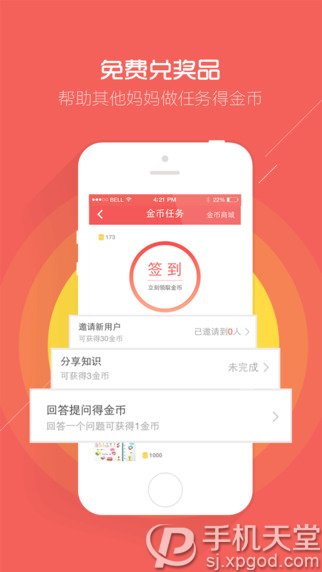 免费兑奖品
帮助其他妈妈做任务得金币
BELL
4:21 PM
22%
金币任务
金币商城
173
签到
立刻领取金币
邀请新用户
已邀请到0人
可获得30金币
分享知识
未完成
可获得3金币
回答提问得金币
回答一个问题可获得1金币
1000
手机天堂
sj.xpgod.com